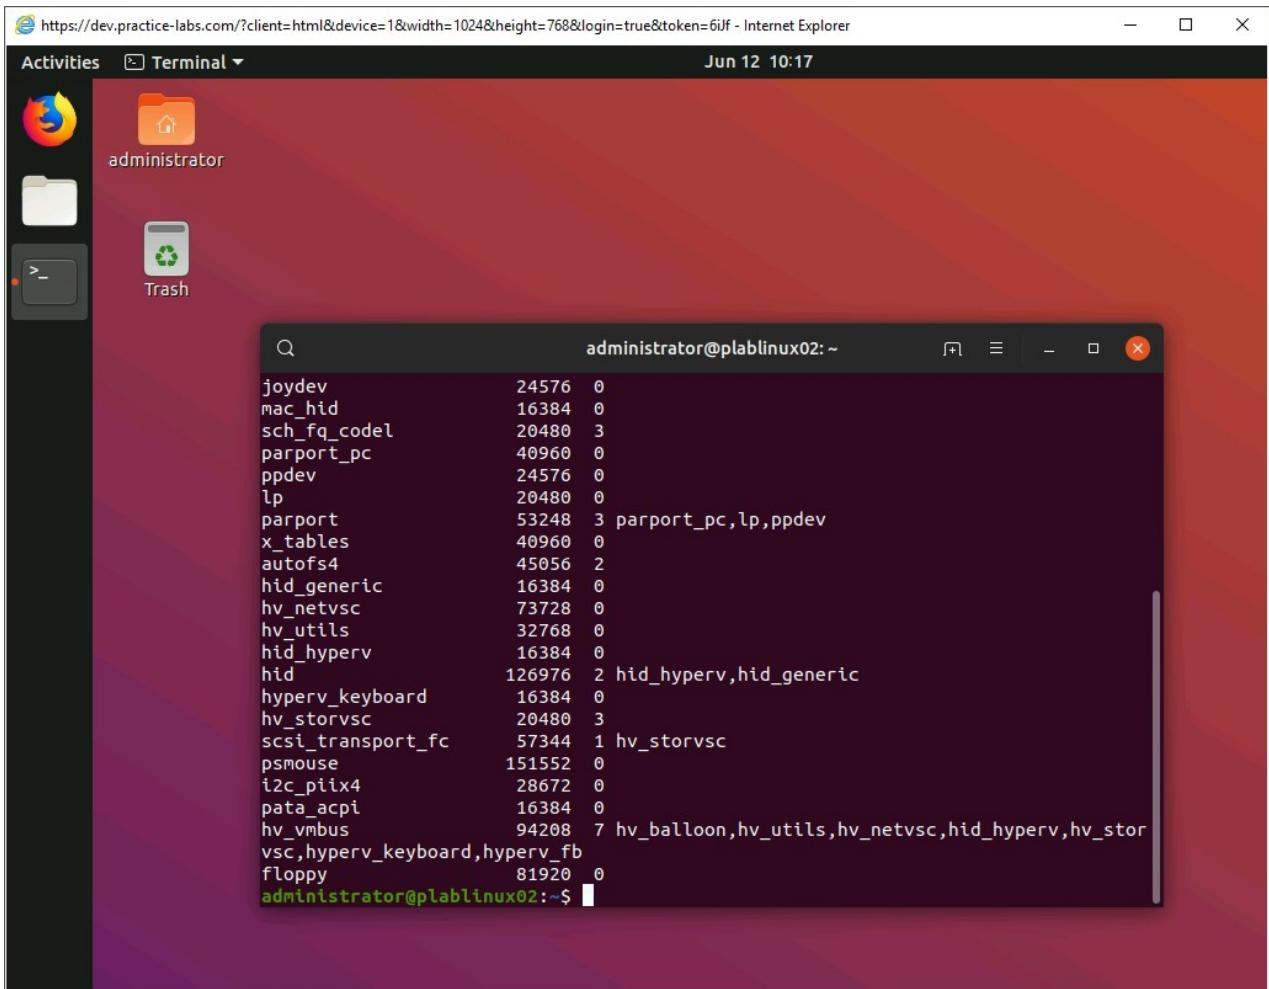 https://dev.practice-labs.com/?client=html&device=1&width=1024&height=768&login=true&token=6iJf - Internet Explorer
Activities Terminal Jun 12 10:17
administrator
Trash
administrator@plablinux02: ~
joydev 24576 0
mac_hid 16384 0
sch_fq_codel 20480 3
parport_pc 40960 0
ppdev 24576 0
lp 20480 0
parport 53248 3 parport_pc,lp,ppdev
x_tables 40960 0
autofs4 45056 2
hid_generic 16384 0
hv_netvsc 73728 0
hv_utils 32768 0
hid_hyperv 16384 0
hid 126976 2 hid_hyperv,hid_generic
hyperv_keyboard 16384 0
hv_storvsc 20480 3
scsi_transport_fc 57344 1 hv_storvsc
psmouse 151552 0
i2c_piix4 28672 0
pata_acpi 16384 0
hv_vmbus 94208 7 hv_balloon,hv_utils,hv_netvsc,hid_hyperv,hv_stor
vsc,hyperv_keyboard,hyperv_fb
floppy 81920 0
administrator@plablinux02:~$